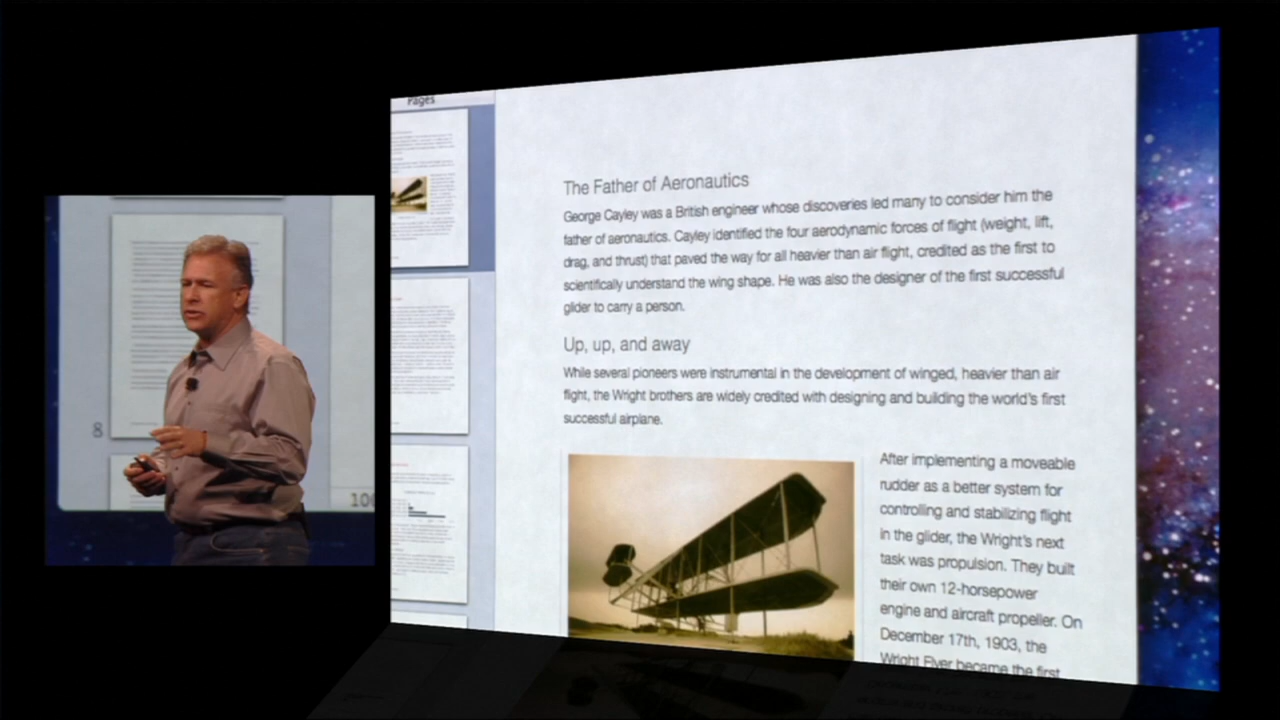 Pages
The Father of Aeronautics
George Cayley was a British engineer whose discoveries led many to consider him the
father of aeronautics. Cayley identified the four aerodynamic forces of flight (weight, lift,
drag, and thrust) that paved the way for all heavier than air flight, credited as the first to
scientifically understand the wing shape. He was also the designer of the first successful
glider to carry a person.
Up, up, and away
While several pioneers were instrumental in the development of winged, heavier than air
flight, the Wright brothers are widely credited with designing and building the world's first
successful airplane.
After implementing a moveable
rudder as a better system for
controlling and stabilizing flight
in the glider, the Wright's next
task was propulsion. They built
their own 12-horsepower
engine and aircraft propeller. On
December 17th, 1903, the
Wright Flyer became the first
8